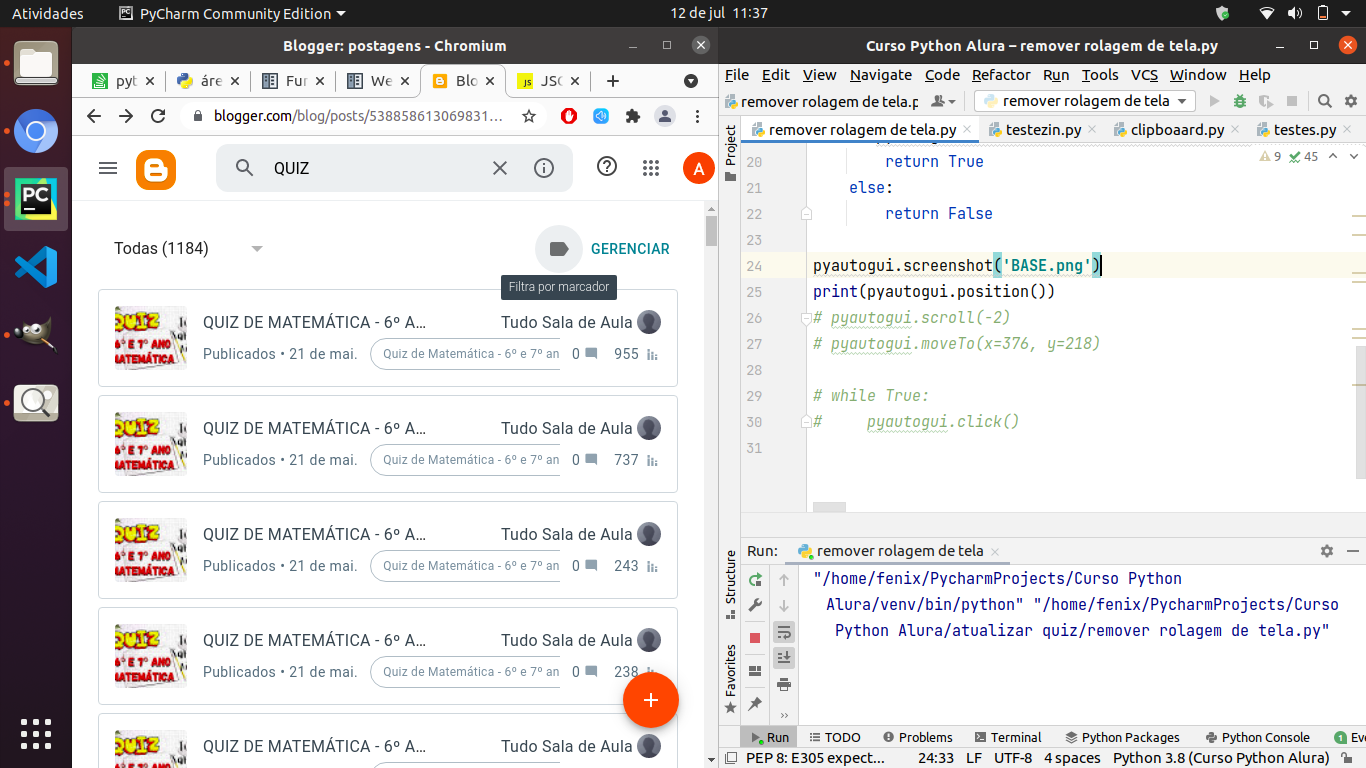 Atividades
PyCharm Community Edition
12 de jul 11:37
Blogger: postagens - Chromium
pyt
áre
Fur
We
Blo
JSC
blogger.com/blog/posts/538858613069831…
QUIZ
A
Todas (1184)
GERENCIAR
Filtra por marcador
QUIZ DE MATEMÁTICA - 6º A…
Tudo Sala de Aula
Publicados • 21 de mai.
Quiz de Matemática - 6º e 7º an
0
955
QUIZ DE MATEMÁTICA - 6º A…
Tudo Sala de Aula
Publicados • 21 de mai.
Quiz de Matemática - 6º e 7º an
0
737
QUIZ DE MATEMÁTICA - 6º A…
Tudo Sala de Aula
Publicados • 21 de mai.
Quiz de Matemática - 6º e 7º an
0
243
QUIZ DE MATEMÁTICA - 6º A…
Tudo Sala de Aula
Publicados • 21 de mai.
Quiz de Matemática - 6º e 7º an
0
238
QUIZ DE MATEMÁTICA - 6º A…
Tudo Sala de Aula
Curso Python Alura – remover rolagem de tela.py
File Edit View Navigate Code Refactor Run Tools VCS Window Help
remover rolagem de tela.p
remover rolagem de tela
remover rolagem de tela.py
testezin.py
clipboaard.py
testes.py
Project
9 45
20 return True
21 else:
22 return False
23
24 pyautogui.screenshot('BASE.png')
25 print(pyautogui.position())
26 # pyautogui.scroll(-2)
27 # pyautogui.moveTo(x=376, y=218)
28
29 # while True:
30 # pyautogui.click()
31
Structure
Favorites
Run:
remover rolagem de tela
"/home/fenix/PycharmProjects/Curso Python
Alura/venv/bin/python" "/home/fenix/PycharmProjects/Curso
Python Alura/atualizar quiz/remover rolagem de tela.py"
Run
TODO
Problems
Terminal
Python Packages
Python Console
1 Eve
PEP 8: E305 expect...
24:33 LF UTF-8 4 spaces Python 3.8 (Curso Python Alura)